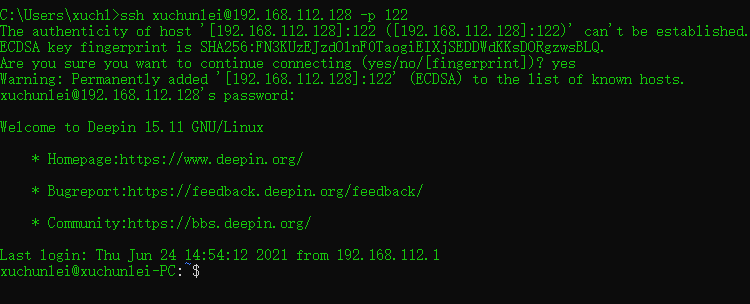 C:\Users\xuchl>ssh xuchunlei@192.168.112.128 -p 122
The authenticity of host '[192.168.112.128]:122 ([192.168.112.128]:122)' can't be established.
ECDSA key fingerprint is SHA256:FN3KUzEJzdO1nF0TaogiEIXjSEDDWdKKsDORgzwsBLQ.
Are you sure you want to continue connecting (yes/no/[fingerprint])? yes
Warning: Permanently added '[192.168.112.128]:122' (ECDSA) to the list of known hosts.
xuchunlei@192.168.112.128's password:
Welcome to Deepin 15.11 GNU/Linux
* Homepage:https://www.deepin.org/
* Bugreport:https://feedback.deepin.org/feedback/
* Community:https://bbs.deepin.org/
Last login: Thu Jun 24 14:54:12 2021 from 192.168.112.1
xuchunlei@xuchunlei-PC:~$